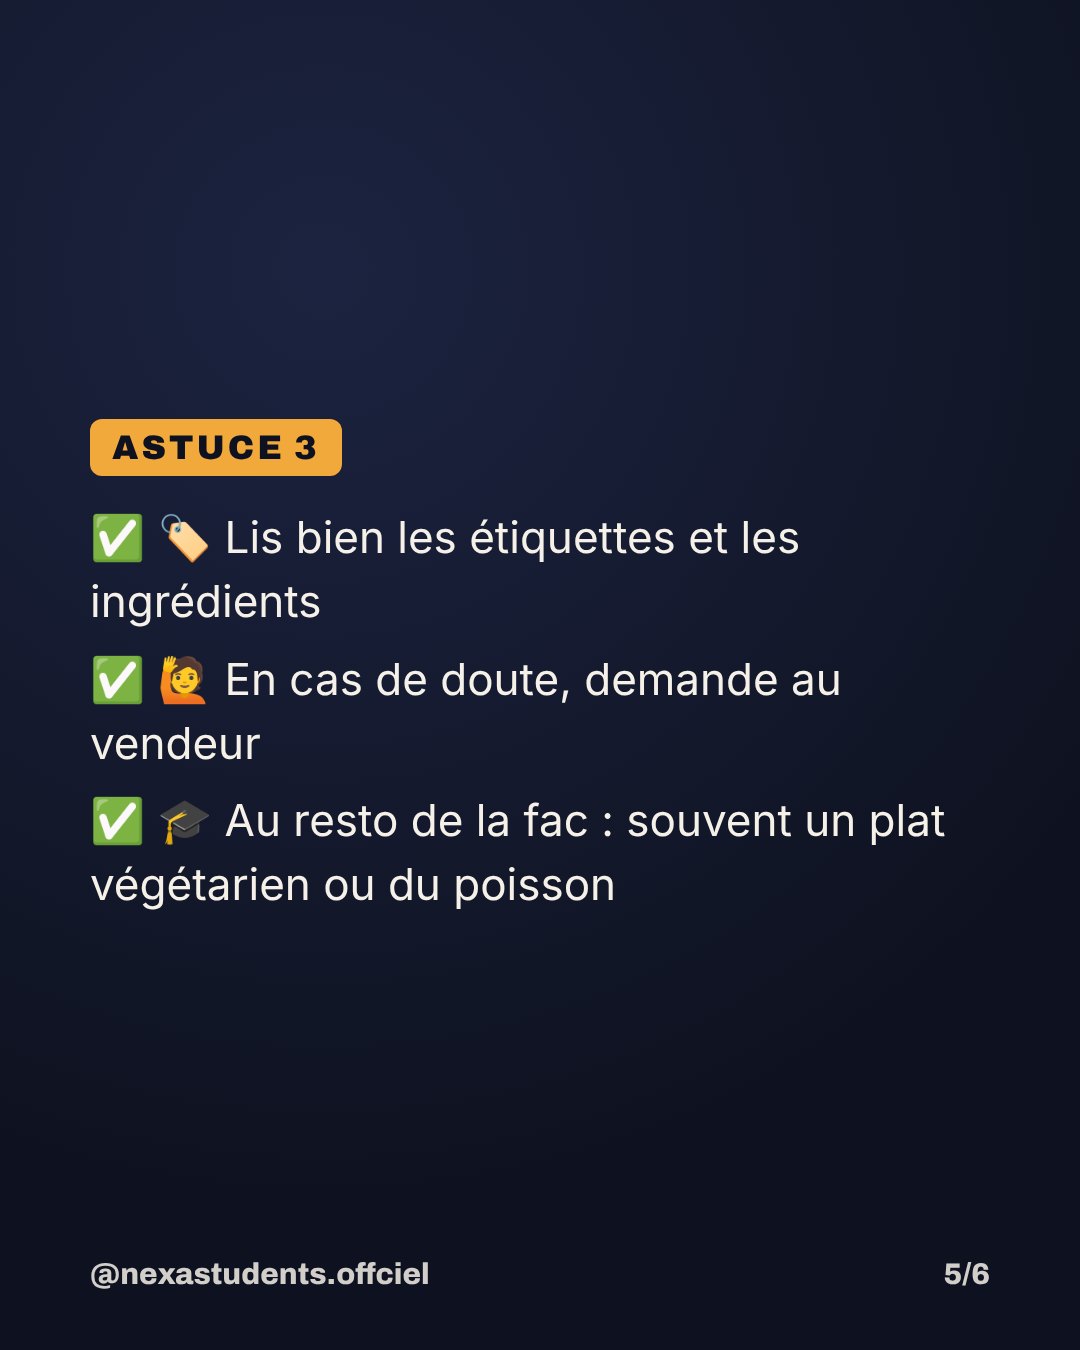 ASTUCE 3
✅ 🏷️ Lis bien les étiquettes et les
ingrédients
✅ 🙋 En cas de doute, demande au
vendeur
✅ 🎓 Au resto de la fac : souvent un plat
végétarien ou du poisson
@nexastudents.offciel
5/6